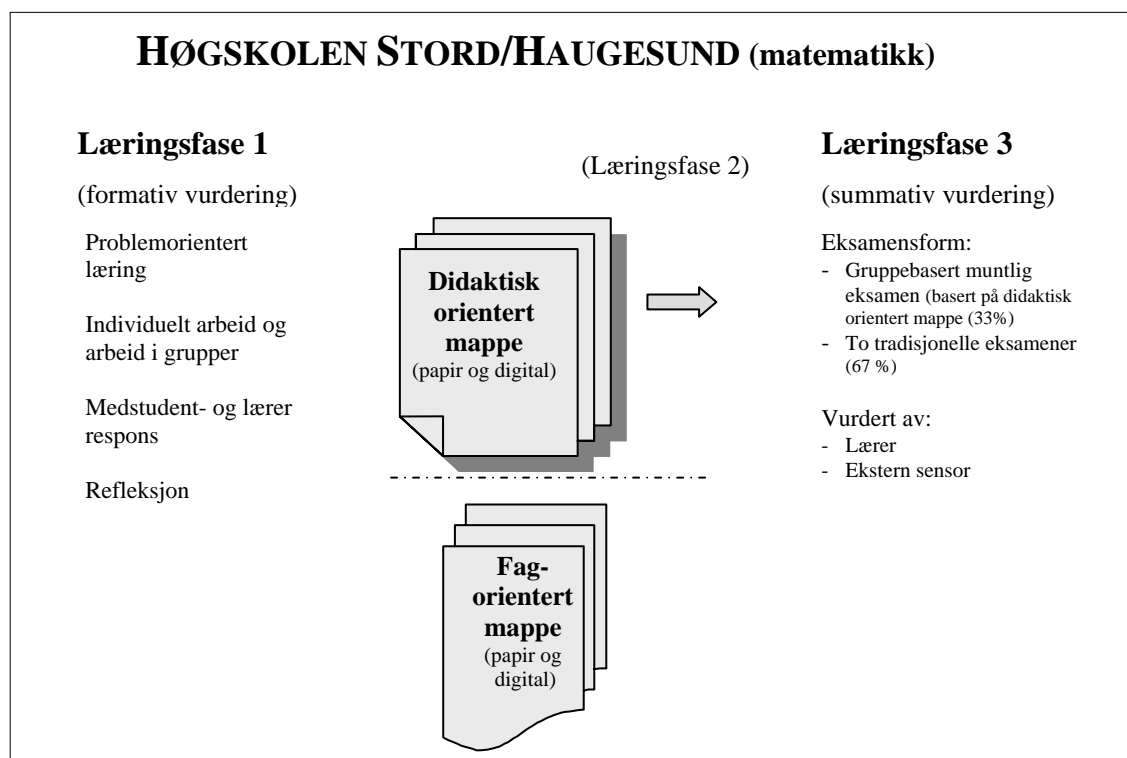 HØGSKOLEN STORD/HAUGESUND (matematikk)
Læringsfase 1
(formativ vurdering)
Problemorientert
læring
Individuelt arbeid og
arbeid i grupper
Medstudent- og lærer
respons
Refleksjon
(Læringsfase 2)
Didaktisk
orientert
mappe
(papir og digital)
Fag-
orientert
mappe
(papir og
digital)
Læringsfase 3
(summativ vurdering)
Eksamensform:
- Gruppebasert muntlig
eksamen (basert på didaktisk
orientert mappe (33%)
- To tradisjonelle eksamener
(67 %)
Vurdert av:
- Lærer
- Ekstern sensor